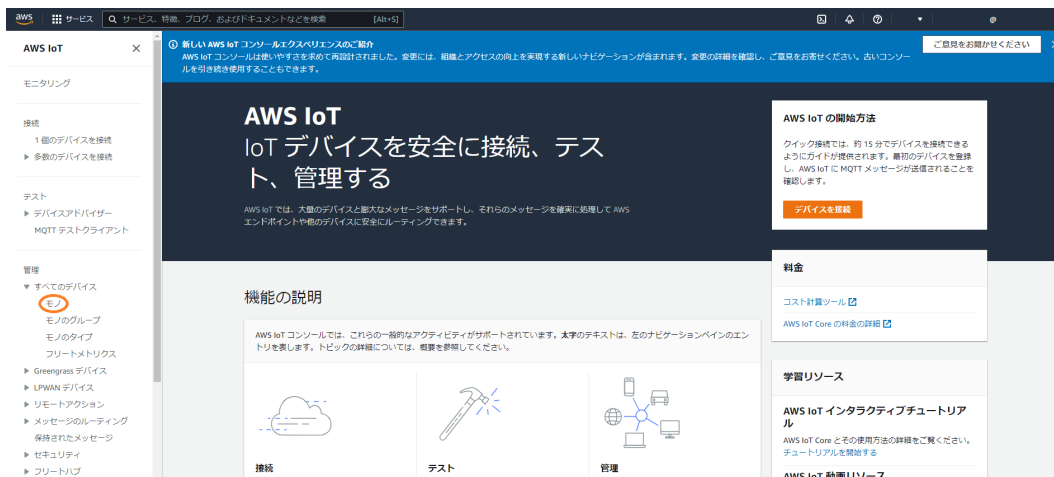 aws サービス サービス、特徴、ブログ、およびドキュメントなどを検索 [Alt+S]
AWS IoT
モニタリング
接続
1 個のデバイスを接続
多数のデバイスを接続
テスト
デバイスアドバイザー
MQTT テストクライアント
管理
すべてのデバイス
モノ
モノのグループ
モノのタイプ
フリートメトリクス
Greengrass デバイス
LPWAN デバイス
リモートアクション
メッセージのルーティング
保持されたメッセージ
セキュリティ
フリートハブ
新しい AWS IoT コンソールエクスペリエンスのご紹介
AWS IoT コンソールは使いやすさを求めて再設計されました。変更には、組織とアクセスの向上を実現する新しいナビゲーションが含まれます。変更の詳細を確認し、ご意見をお寄せください。古いコンソー
ルを引き続き使用することもできます。
ご意見をお聞かせください
AWS IoT
IoT デバイスを安全に接続、テス
ト、管理する
AWS IoT では、大量のデバイスと膨大なメッセージをサポートし、それらのメッセージを確実に処理して AWS
エンドポイントや他のデバイスに安全にルーティングできます。
AWS IoT の開始方法
クイック接続では、約 15 分でデバイスを接続できる
ようにガイドが提供されます。最初のデバイスを登録
し、AWS IoT に MQTT メッセージが送信されることを
確認します。
デバイスを接続
料金
コスト計算ツール
AWS IoT Core の料金の詳細
機能の説明
AWS IoT コンソールでは、これらの一般的なアクティビティがサポートされています。太字のテキストは、左のナビゲーションペインのエン
トリを表します。トピックの詳細については、概要を参照してください。
接続
テスト
管理
学習リソース
AWS IoT インタラクティブチュートリア
ル
AWS IoT Core とその使用方法の詳細をご覧ください。
チュートリアルを開始する
AWS IoT 動画リソース